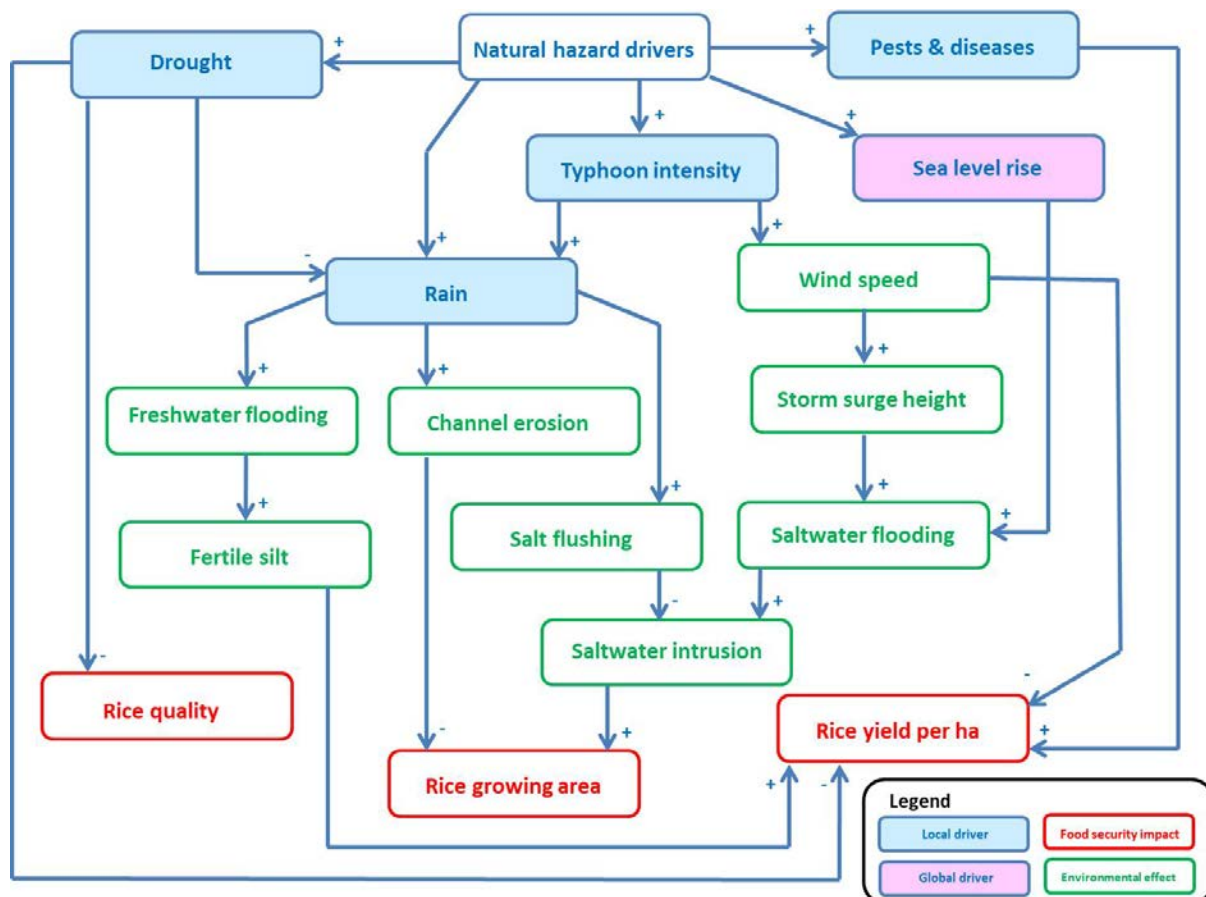 +
Natural hazard drivers
+
Pests & diseases
Drought
+
+
Typhoon intensity
Sea level rise
+
+
+
-
Wind speed
Rain
+
+
+
Storm surge height
Freshwater flooding
Channel erosion
+
+
+
+
Salt flushing
Saltwater flooding
Fertile silt
-
+
Saltwater intrusion
-
-
Rice quality
-
+
Rice yield per ha
+
Rice growing area
+
-
Legend
Local driver
Food security impact
Global driver
Environmental effect